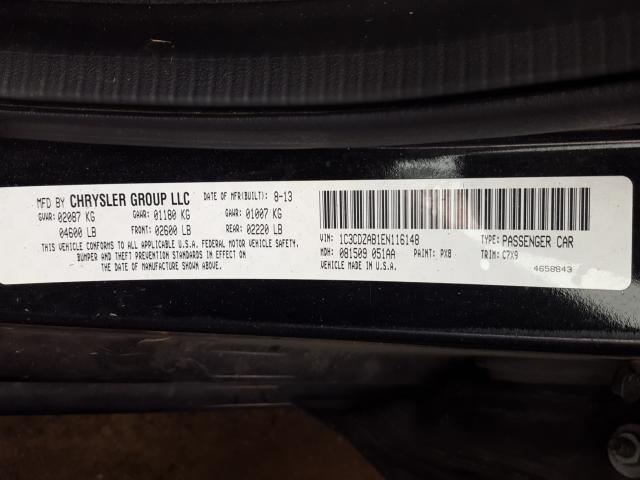 MFD BY CHRYSLER GROUP LLC DATE OF MFR(BUILT): 8-13
GVWR: 02087 KG GAWR: 01180 KG GAWR: 01007 KG
04600 LB FRONT: 02600 LB REAR: 02220 LB
THIS VEHICLE CONFORMS TO ALL APPLICABLE U.S.A. FEDERAL MOTOR VEHICLE SAFETY,
BUMPER AND THEFT PREVENTION STANDARDS IN EFFECT ON
THE DATE OF MANUFACTURE SHOWN ABOVE.
VIN: 1C3CDZAB1EN116148 TYPE: PASSENGER CAR
MDH: 081509 051AA PAINT: PX8 TRIM: C7X9
VEHICLE MADE IN U.S.A. 4658843